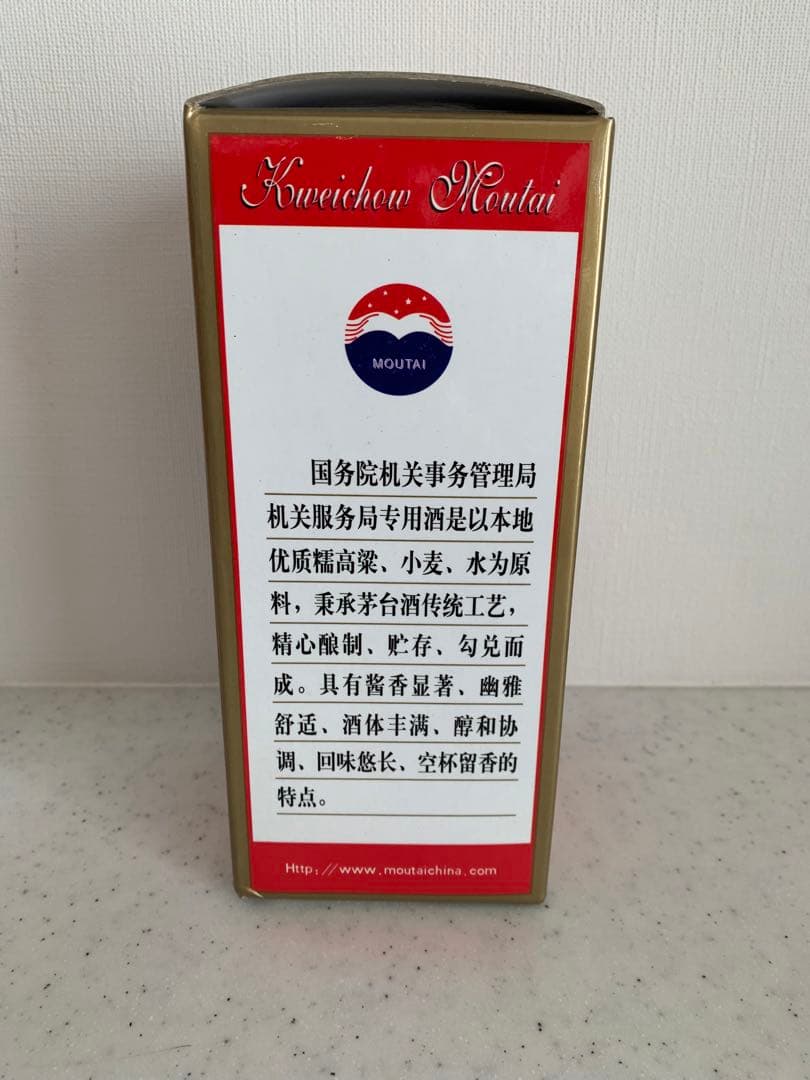 Kweichow Moutai
MOUTAI
国务院机关事务管理局
机关服务局专用酒是以本地
优质糯高粱、小麦、水为原
料，秉承茅台酒传统工艺，
精心酿制、贮存、勾兑而
成。具有酱香显著、幽雅
舒适、酒体丰满、醇和协
调、回味悠长、空杯留香的
特点。
Http://www.moutaichina.com